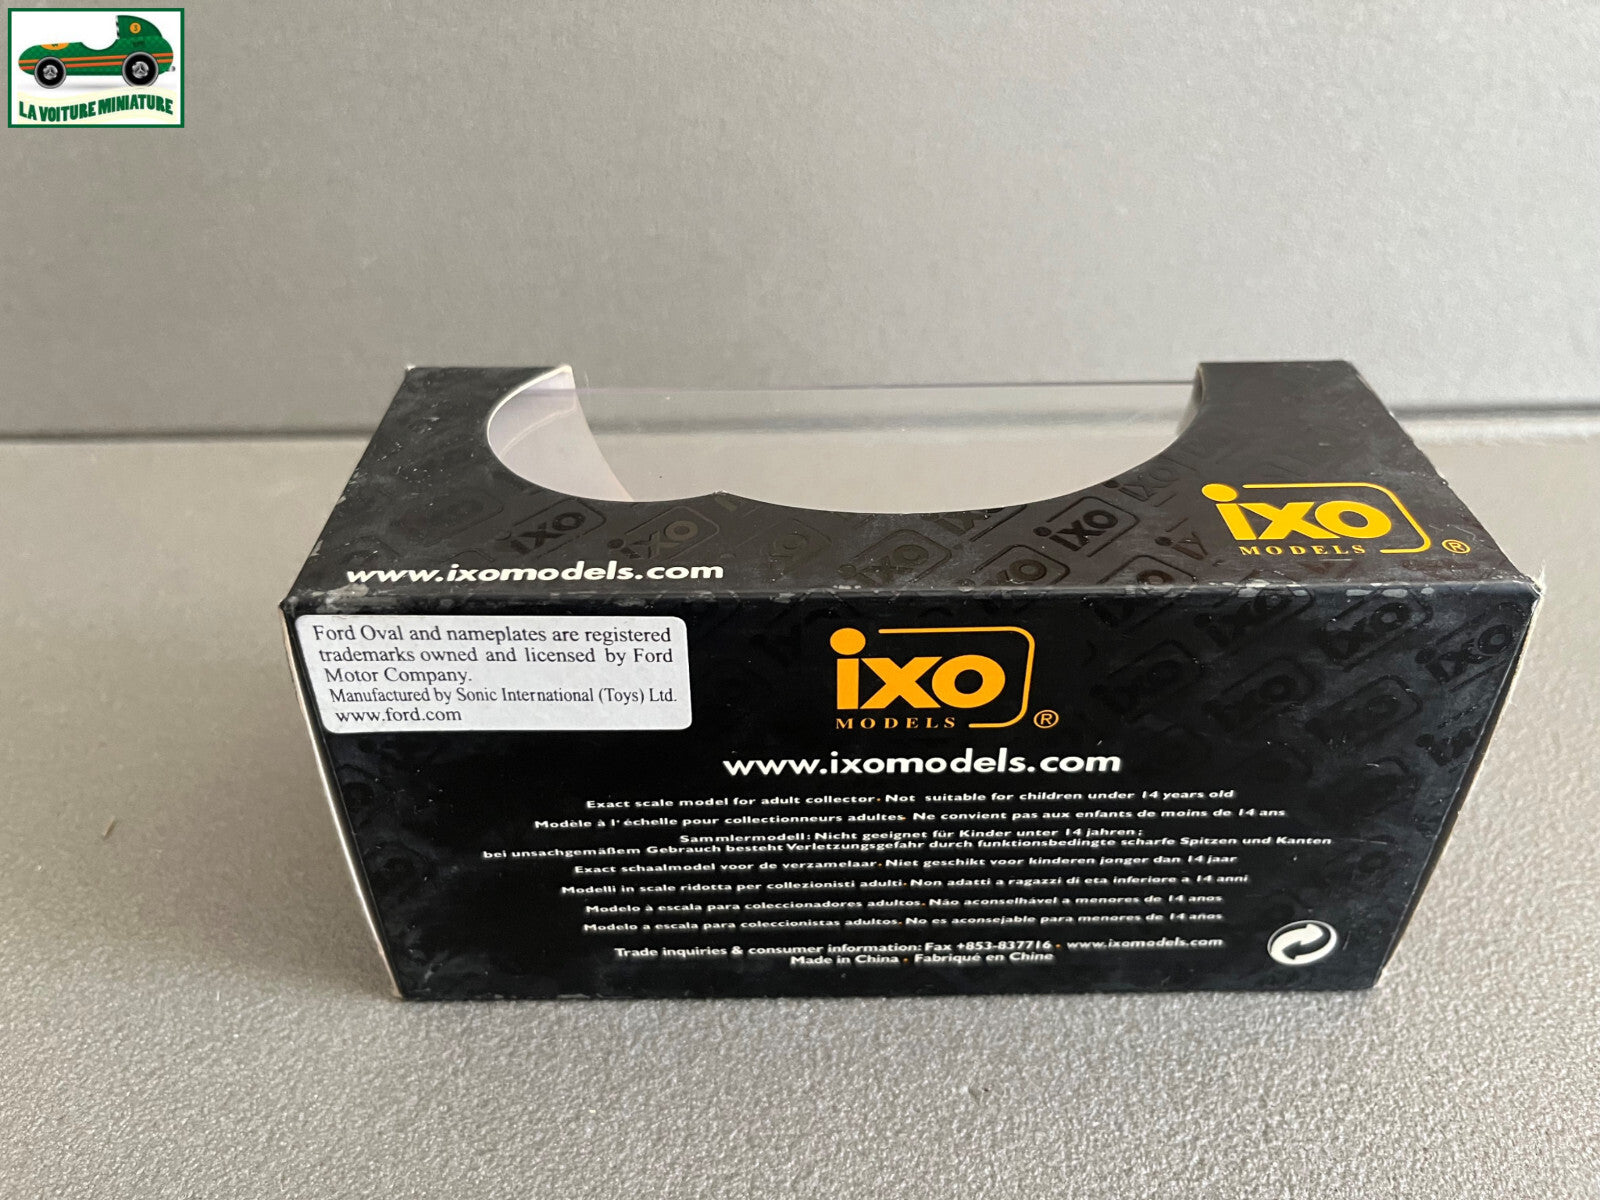 LA VOITURE MINIATURE
ixo
MODELS
®
www.ixomodels.com
Ford Oval and nameplates are registered
trademarks owned and licensed by Ford
Motor Company.
Manufactured by Sonic International (Toys) Ltd.
www.ford.com
ixo
MODELS
®
www.ixomodels.com
Exact scale model for adult collector• Not suitable for children under 14 years old
Modèle à l'échelle pour collectionneurs adultes• Ne convient pas aux enfants de moins de 14 ans
Sammlermodell: Nicht geeignet für Kinder unter 14 jahren;
bei unsachgemäßem Gebrauch besteht Verletzungsgefahr durch funktionsbedingte scharfe Spitzen und Kanten
Exact schaalmodel voor de verzamelaar• Niet geschikt voor kinderen jonger dan 14 jaar
Modelli in scale ridotta per collezionisti adulti• Non adatti a ragazzi di eta inferiore a 14 anni
Modelo à escala para coleccionadores adultos• Não aconselhável a menores de 14 anos
Modelo a escala para coleccionistas adultos• No es aconsejable para menores de 14 años
Trade inquiries & consumer information: Fax +853-837716 • www.ixomodels.com
Made in China • Fabriqué en Chine